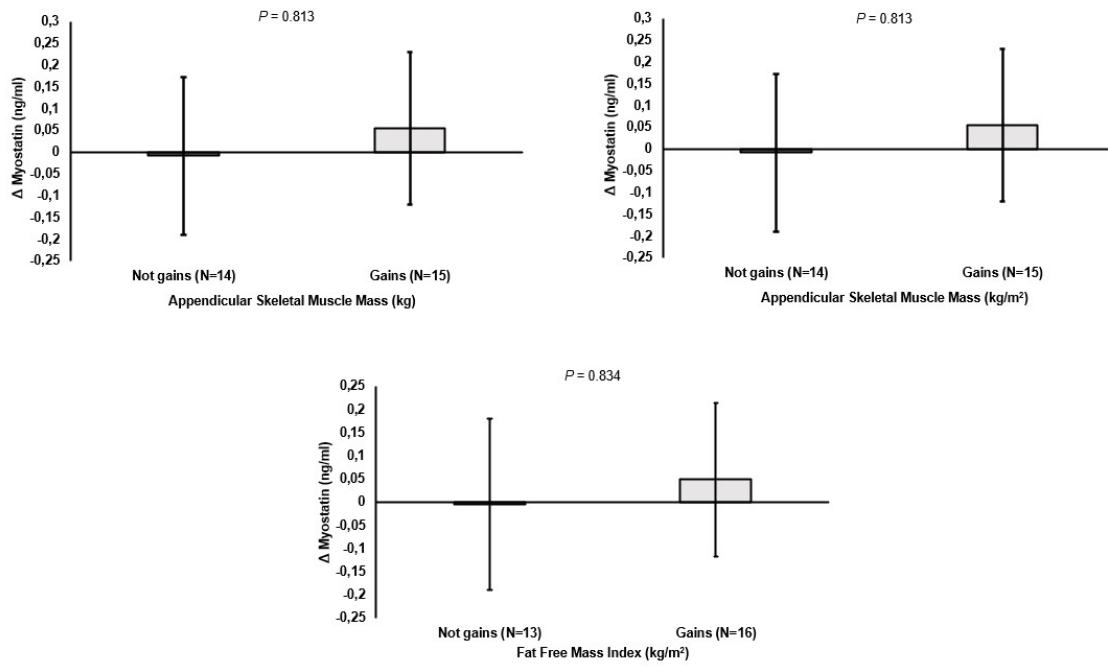 P = 0.813
Δ Myostatin (ng/ml)
0,3
0,25
0,2
0,15
0,1
0,05
0
-0,05
-0,1
-0,15
-0,2
-0,25
Not gains (N=14) Gains (N=15)
Appendicular Skeletal Muscle Mass (kg)
P = 0.813
Δ Myostatin (ng/ml)
0,3
0,25
0,2
0,15
0,1
0,05
0
-0,05
-0,1
-0,15
-0,2
-0,25
Not gains (N=14) Gains (N=15)
Appendicular Skeletal Muscle Mass (kg/m²)
P = 0.834
Δ Myostatin (ng/ml)
0,25
0,2
0,15
0,1
0,05
0
-0,05
-0,1
-0,15
-0,2
-0,25
Not gains (N=13) Gains (N=16)
Fat Free Mass Index (kg/m²)